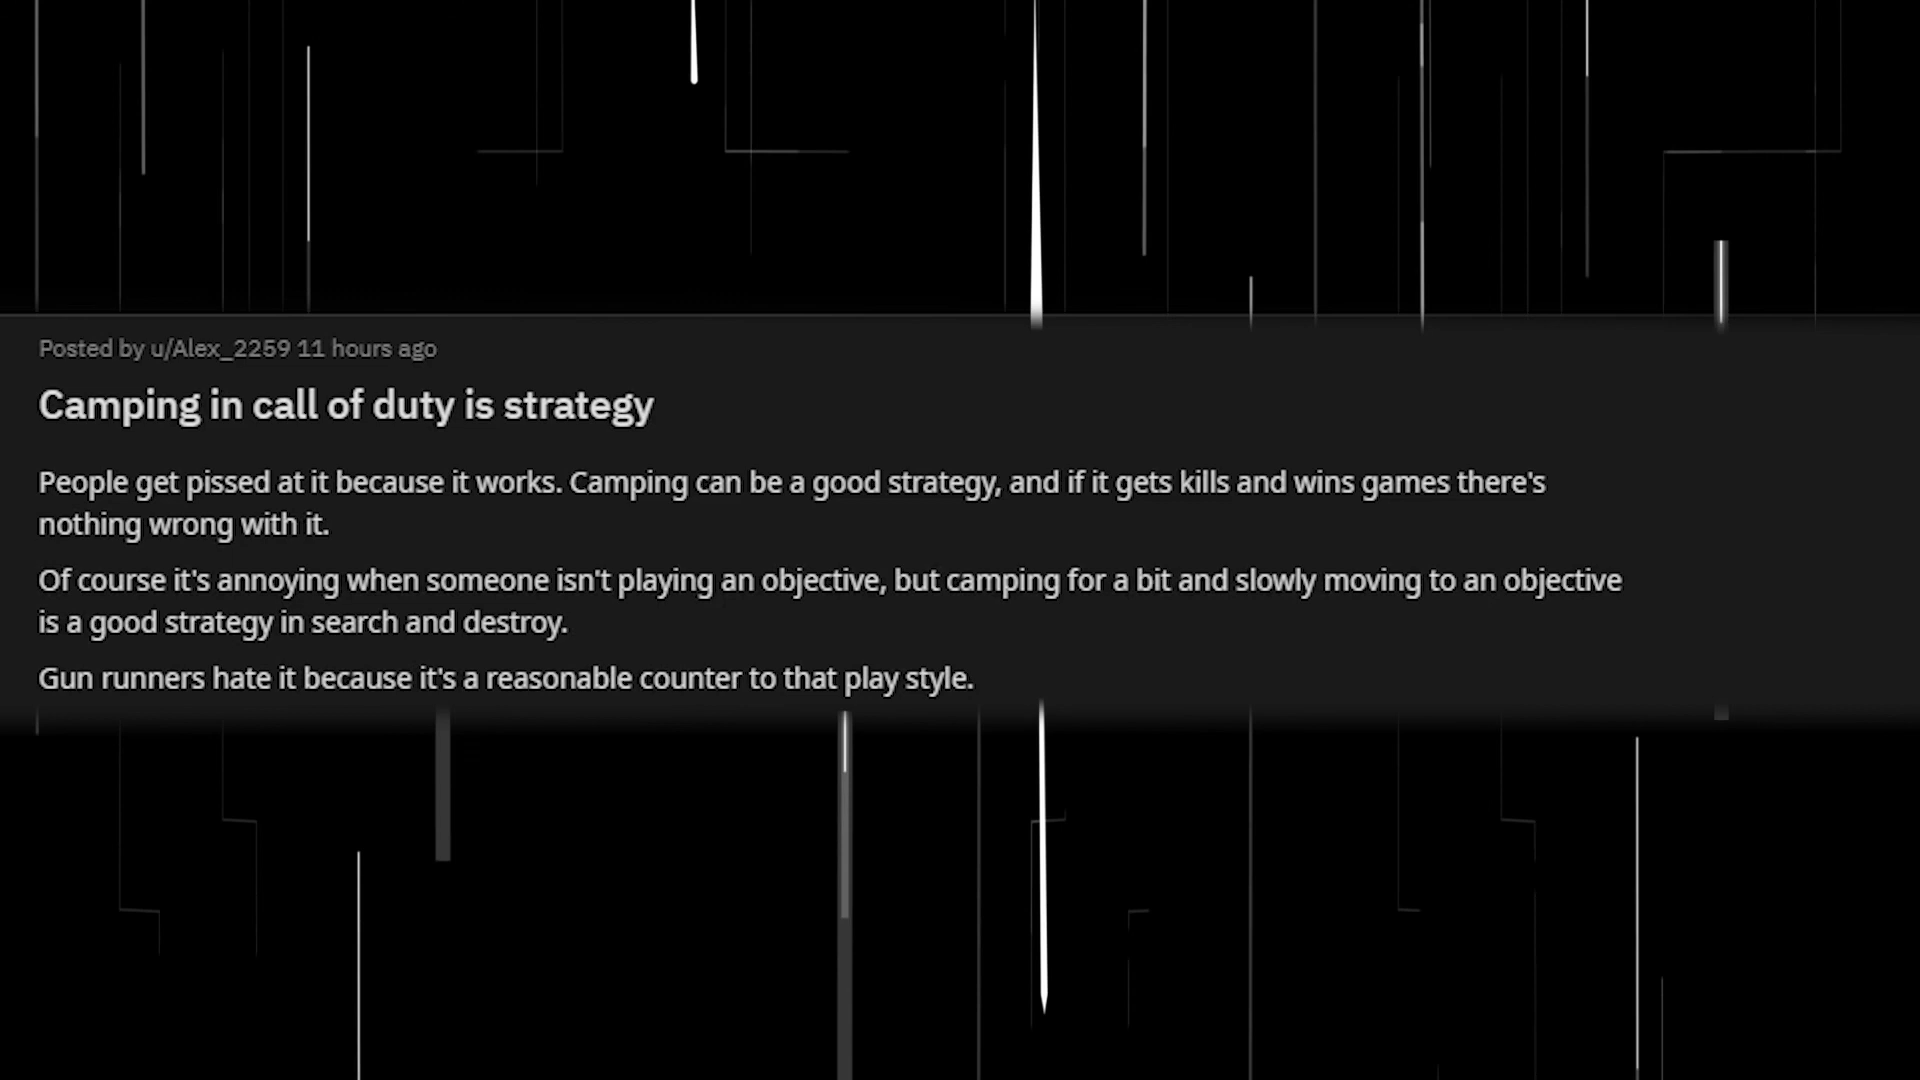 Posted by u/Alex_2259 11 hours ago
Camping in call of duty is strategy
People get pissed at it because it works. Camping can be a good strategy, and if it gets kills and wins games there's
nothing wrong with it.
Of course it's annoying when someone isn't playing an objective, but camping for a bit and slowly moving to an objective
is a good strategy in search and destroy.
Gun runners hate it because it's a reasonable counter to that play style.